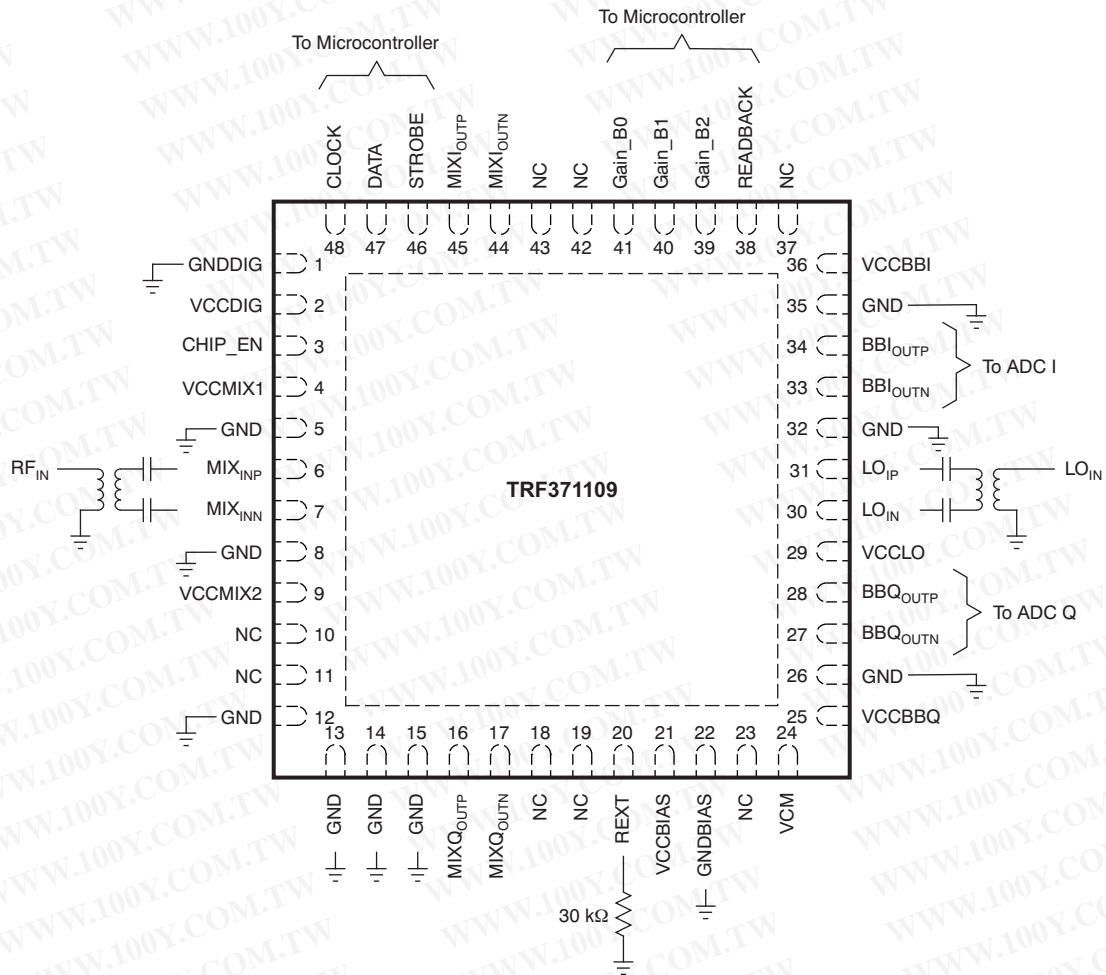 To Microcontroller
To Microcontroller
CLOCK
DATA
STROBE
MIXI_OUTP
MIXI_OUTN
NC
NC
Gain_B0
Gain_B1
Gain_B2
READBACK
NC
48 47 46 45 44 43 42 41 40 39 38 37
GNDDIG 1
VCCDIG 2
CHIP_EN 3
VCCMIX1 4
GND 5
RF_IN
MIX_INP 6
MIX_INN 7
GND 8
VCCMIX2 9
NC 10
NC 11
GND 12
TRF371109
36 VCCBBI
35 GND
34 BBI_OUTP
To ADC I
33 BBI_OUTN
32 GND
31 LO_IP
LO_IN
30 LO_IN
29 VCCLO
28 BBQ_OUTP
To ADC Q
27 BBQ_OUTN
26 GND
25 VCCBBQ
13 14 15 16 17 18 19 20 21 22 23 24
GND
GND
GND
MIXQ_OUTP
MIXQ_OUTN
NC
NC
REXT
VCCBIAS
GNDBIAS
NC
VCM
30 kΩ
WWW.100Y.COM.TW